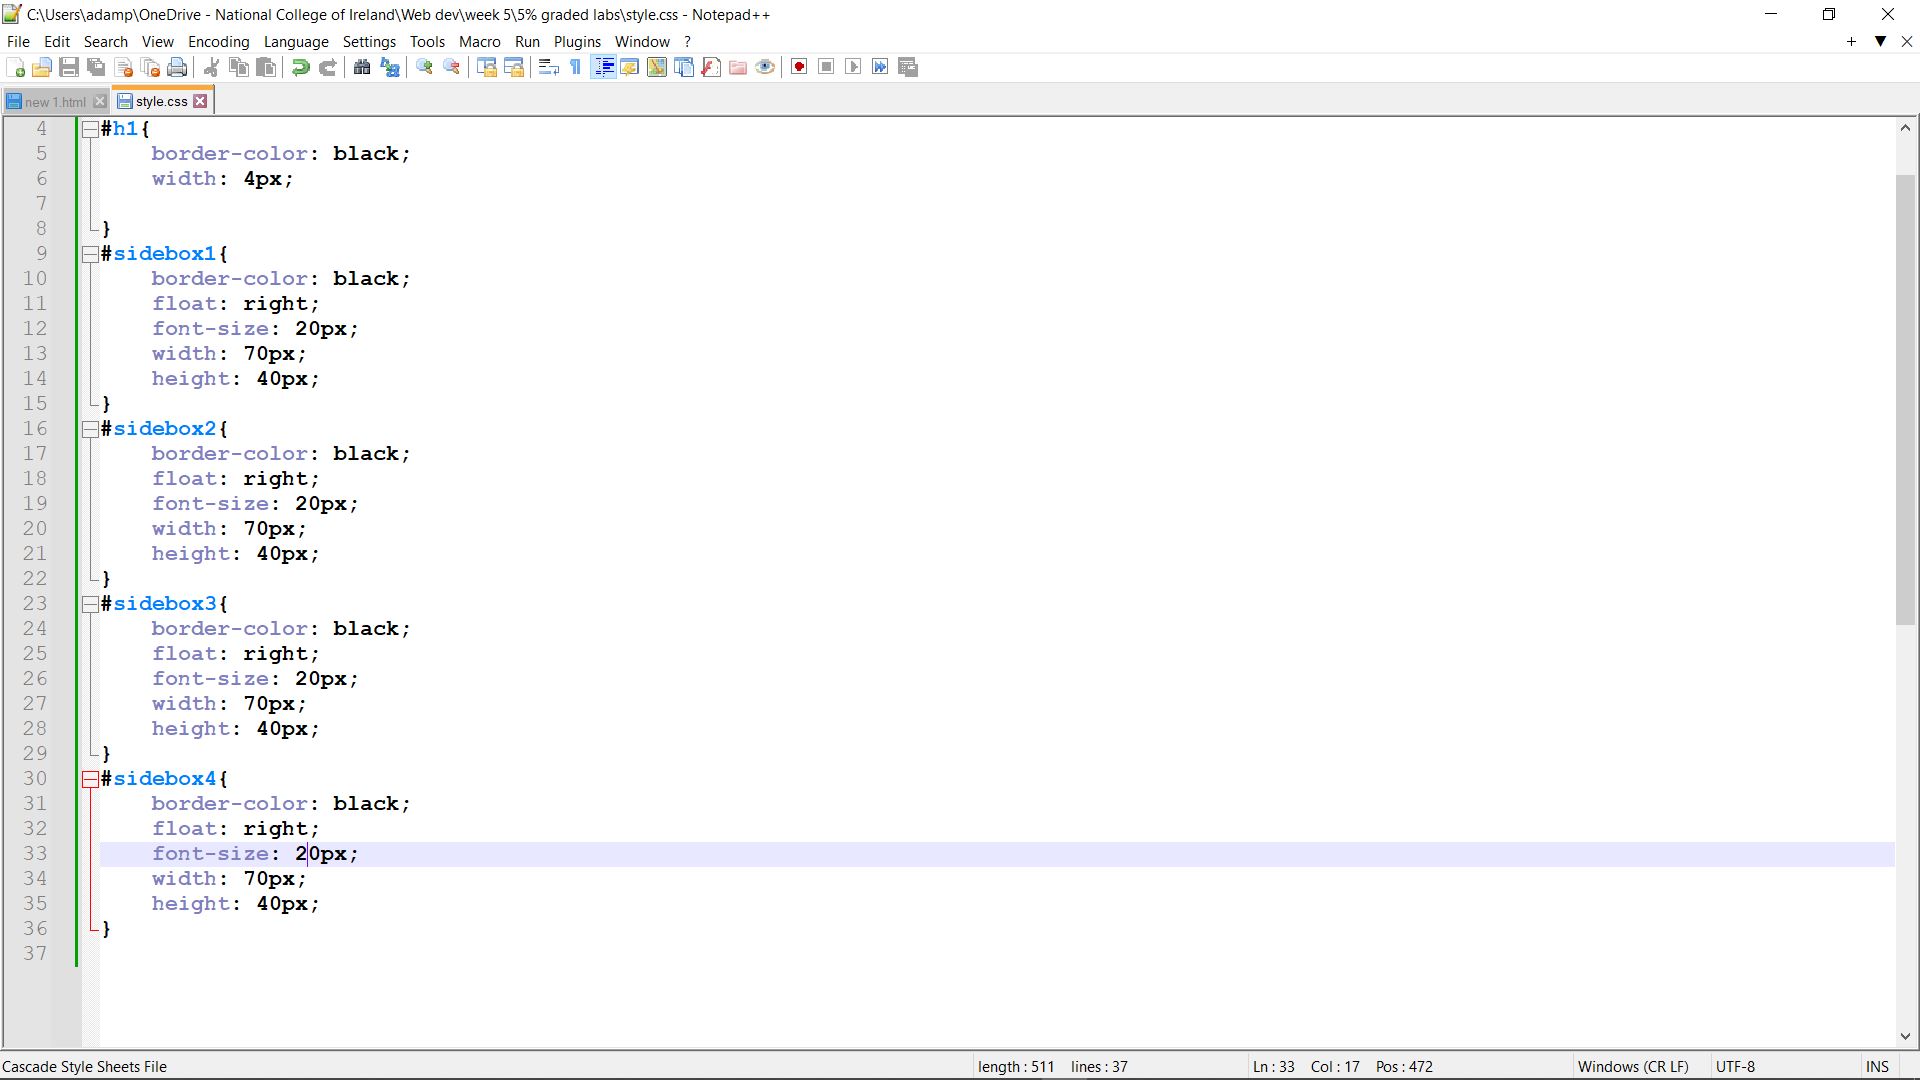 C:\Users\adamp\OneDrive - National College of Ireland\Web dev\week 5\5% graded labs\style.css - Notepad++
File Edit Search View Encoding Language Settings Tools Macro Run Plugins Window ?
new 1.html style.css
4 #h1{
5 border-color: black;
6 width: 4px;
7
8 }
9 #sidebox1{
10 border-color: black;
11 float: right;
12 font-size: 20px;
13 width: 70px;
14 height: 40px;
15 }
16 #sidebox2{
17 border-color: black;
18 float: right;
19 font-size: 20px;
20 width: 70px;
21 height: 40px;
22 }
23 #sidebox3{
24 border-color: black;
25 float: right;
26 font-size: 20px;
27 width: 70px;
28 height: 40px;
29 }
30 #sidebox4{
31 border-color: black;
32 float: right;
33 font-size: 20px;
34 width: 70px;
35 height: 40px;
36 }
37
Cascade Style Sheets File length : 511 lines : 37 Ln : 33 Col : 17 Pos : 472 Windows (CR LF) UTF-8 INS